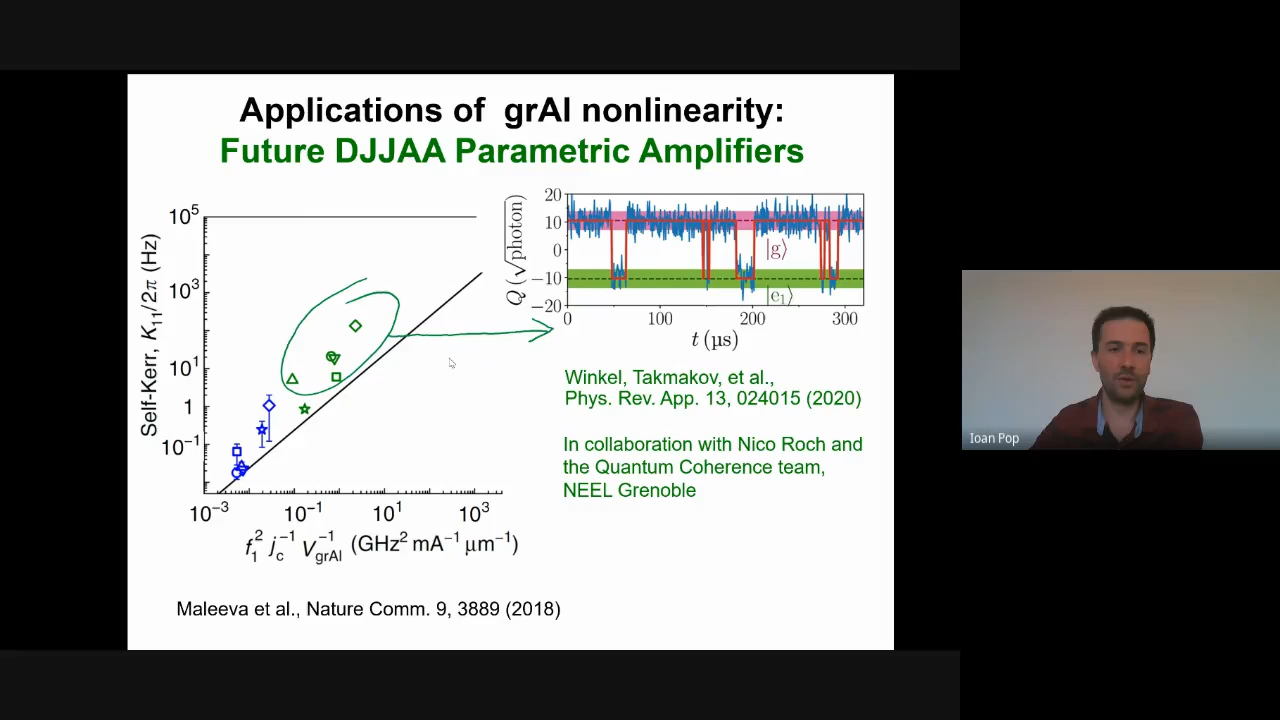 Applications of grAl nonlinearity:
Future DJJAA Parametric Amplifiers
Self-Kerr, K₁₁/2π (Hz)
10⁵
10³
10¹
1
10⁻¹
10⁻³ 10⁻¹ 10¹ 10³
f₁² j_c⁻¹ V_grAl⁻¹ (GHz² mA⁻¹ μm⁻¹)
Q (√photon)
20
10
0
−10
−20
|g⟩
|e₁⟩
0 100 200 300
t (μs)
Winkel, Takmakov, et al.,
Phys. Rev. App. 13, 024015 (2020)
In collaboration with Nico Roch and
the Quantum Coherence team,
NEEL Grenoble
Maleeva et al., Nature Comm. 9, 3889 (2018)
Ioan Pop